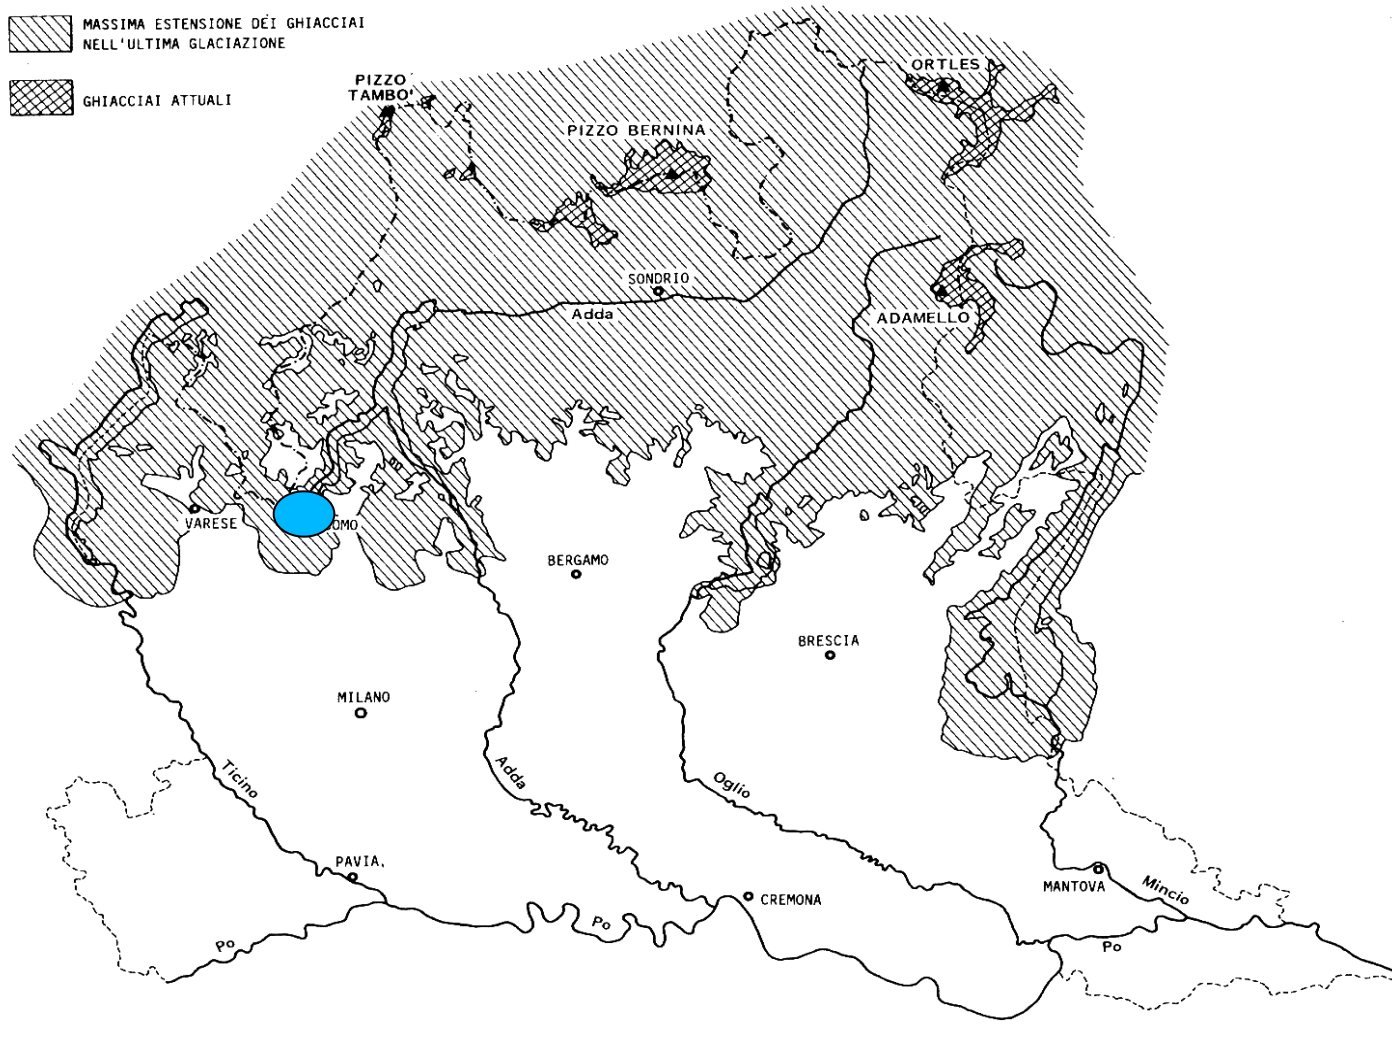 MASSIMA ESTENSIONE DEI GHIACCIAI
NELL'ULTIMA GLACIAZIONE
GHIACCIAI ATTUALI
PIZZO
TAMBO'
ORTLES
PIZZO BERNINA
SONDRIO
Adda
ADAMELLO
VARESE
OMO
BERGAMO
BRESCIA
MILANO
Ticino
Adda
Oglio
PAVIA.
CREMONA
MANTOVA
Mincio
Po
Po
Po